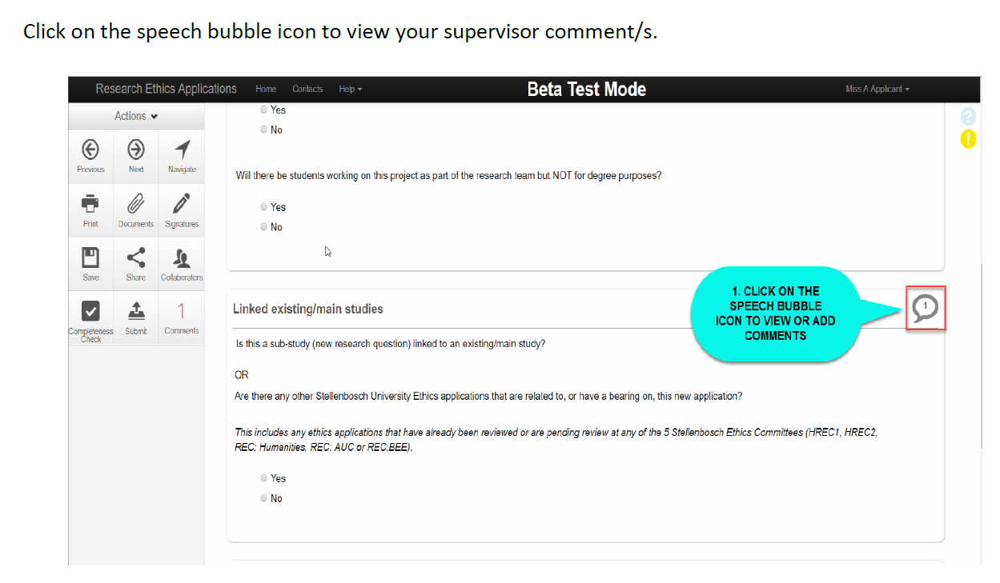 Click on the speech bubble icon to view your supervisor comment/s.
Research Ethics Applications Home Contacts Help Beta Test Mode Miss A Applicant
Actions
Previous Next Navigate
Print Documents Signatures
Save Share Collaborators
1
Completeness Check Submit Comments
Yes
No
Will there be students working on this project as part of the research team but NOT for degree purposes?
Yes
No
Linked existing/main studies
1. CLICK ON THE
SPEECH BUBBLE
ICON TO VIEW OR ADD
COMMENTS
1
?
!
Is this a sub-study (new research question) linked to an existing/main study?
OR
Are there any other Stellenbosch University Ethics applications that are related to, or have a bearing on, this new application?
This includes any ethics applications that have already been reviewed or are pending review at any of the 5 Stellenbosch Ethics Committees (HREC1, HREC2,
REC: Humanities, REC: AUC or REC:BEE).
Yes
No